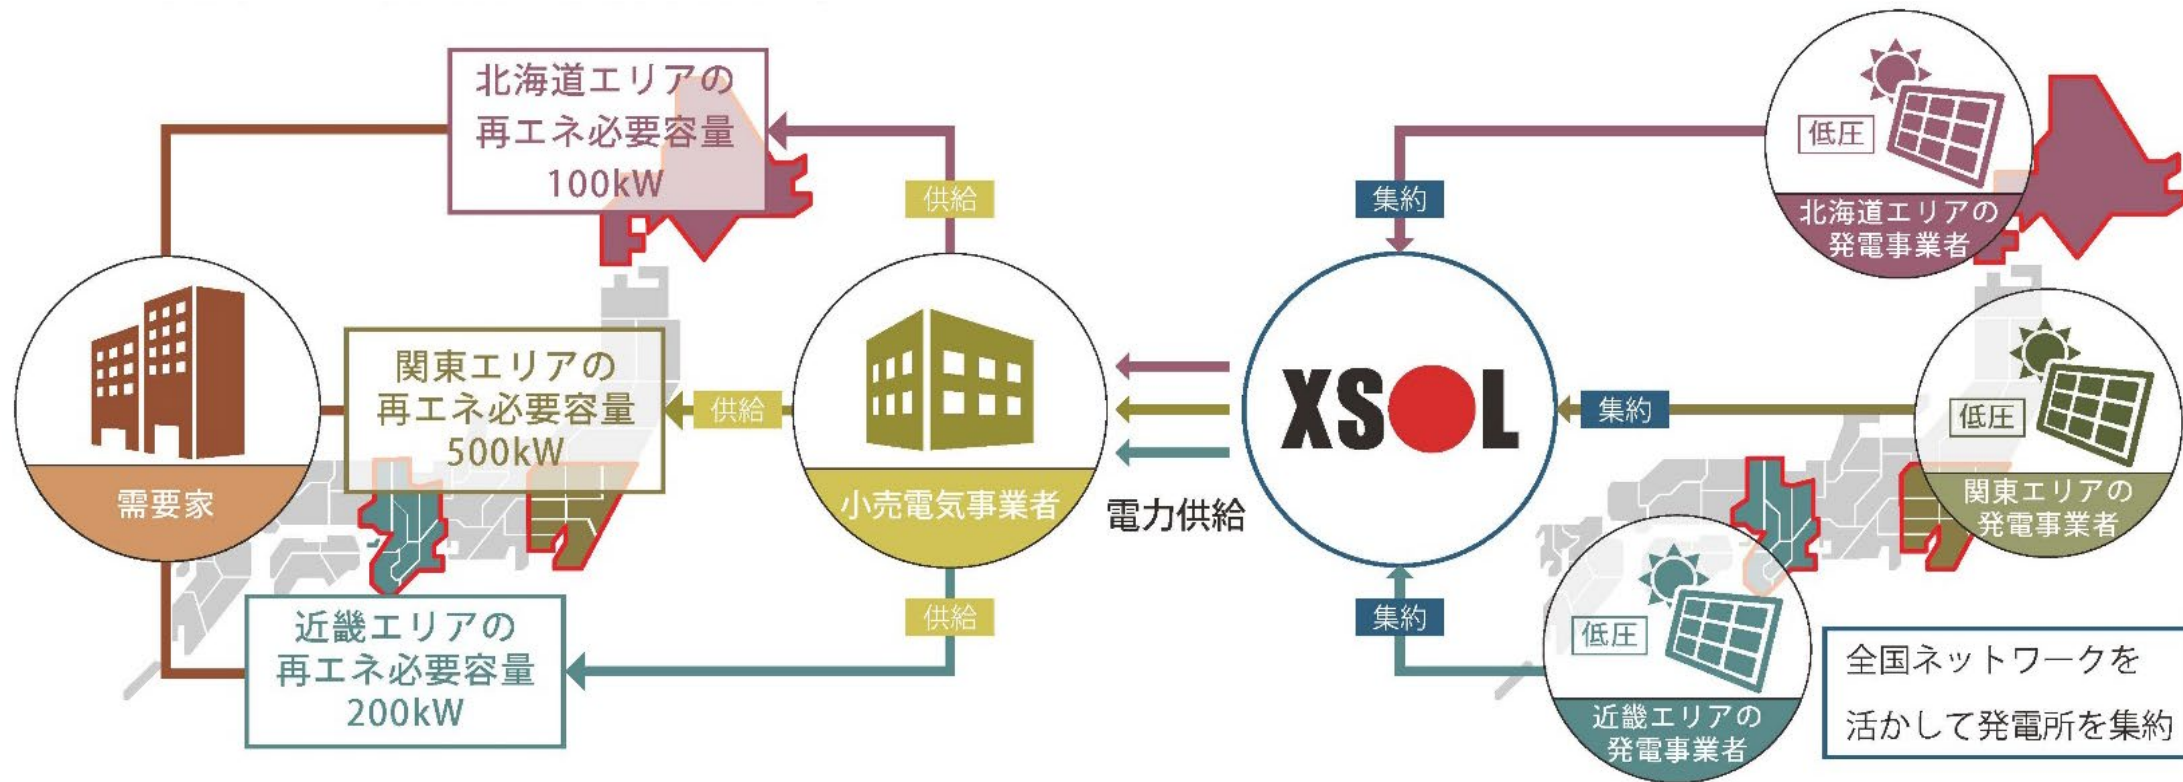 北海道エリアの
再エネ必要容量
100kW
供給
集約
低圧
北海道エリアの
発電事業者
需要家
関東エリアの
再エネ必要容量
500kW
供給
小売電気事業者
電力供給
XSOL
集約
低圧
関東エリアの
発電事業者
近畿エリアの
再エネ必要容量
200kW
供給
集約
低圧
近畿エリアの
発電事業者
全国ネットワークを
活かして発電所を集約